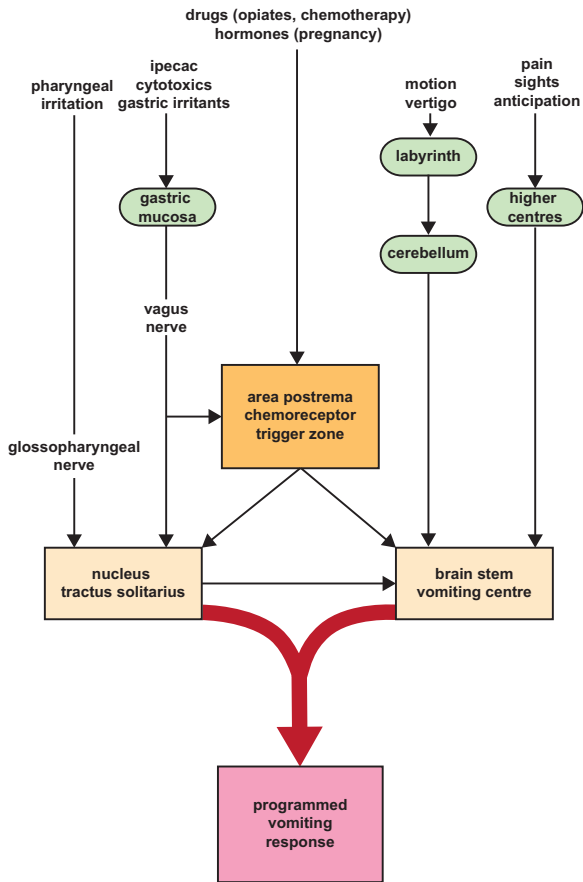 drugs (opiates, chemotherapy)
hormones (pregnancy)
pharyngeal
irritation
ipecac
cytotoxics
gastric irritants
motion
vertigo
pain
sights
anticipation
labyrinth
gastric
mucosa
higher
centres
cerebellum
vagus
nerve
area postrema
chemoreceptor
trigger zone
glossopharyngeal
nerve
nucleus
tractus solitarius
brain stem
vomiting centre
programmed
vomiting
response